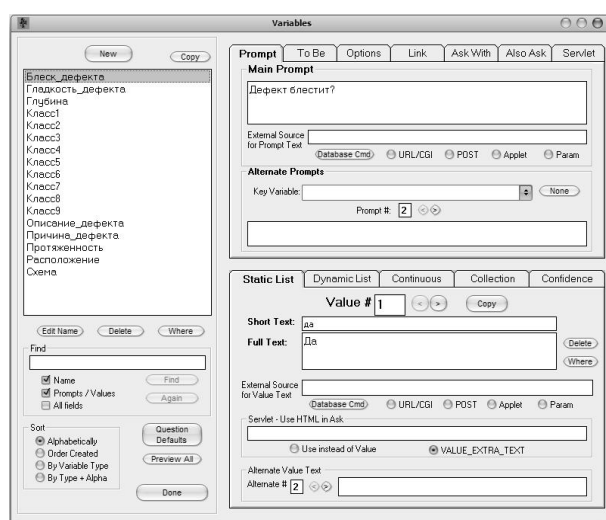 Variables
New
Copy
Блеск_дефекта
Гладкость_дефекта
Глубина
Класс1
Класс2
Класс3
Класс4
Класс5
Класс6
Класс7
Класс8
Класс9
Описание_дефекта
Причина_дефекта
Протяженность
Расположение
Схема
Edit Name Delete Where
Find
Name
Prompts / Values
All fields
Find
Again
Sort
Alphabetically
Order Created
By Variable Type
By Type + Alpha
Question Defaults
Preview All
Done
Prompt To Be Options Link Ask With Also Ask Servlet
Main Prompt
Дефект блестит?
External Source
for Prompt Text
Database Cmd URL/CGI POST Applet Param
Alternate Prompts
Key Variable: None
Prompt #: 2 < >
Static List Dynamic List Continuous Collection Confidence
Value # 1 < > Copy
Short Text: да
Full Text: Да
Delete
Where
External Source
for Value Text
Database Cmd URL/CGI POST Applet Param
Servlet - Use HTML in Ask
Use instead of Value VALUE_EXTRA_TEXT
Alternate Value Text
Alternate # 2 < >